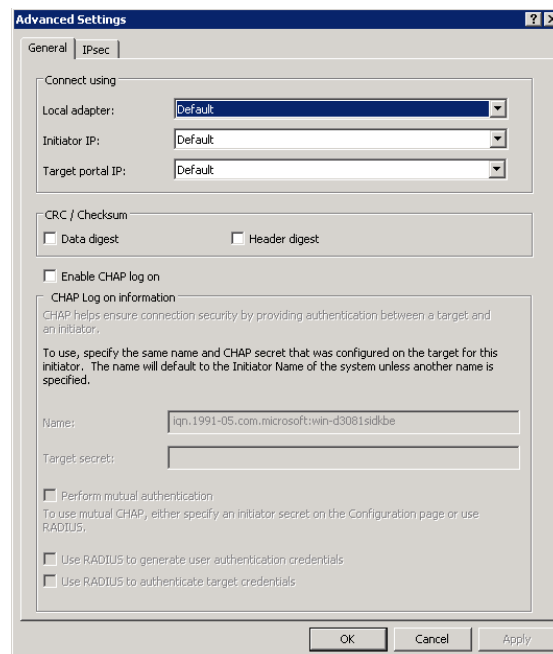 Advanced Settings
General
IPsec
Connect using
Local adapter:
Default
Initiator IP:
Default
Target portal IP:
Default
CRC / Checksum
Data digest
Header digest
Enable CHAP log on
CHAP Log on information
CHAP helps ensure connection security by providing authentication between a target and
an initiator.
To use, specify the same name and CHAP secret that was configured on the target for this
initiator. The name will default to the Initiator Name of the system unless another name is
specified.
Name:
iqn.1991-05.com.microsoft:win-d3081sidkbe
Target secret:
Perform mutual authentication
To use mutual CHAP, either specify an initiator secret on the Configuration page or use
RADIUS.
Use RADIUS to generate user authentication credentials
Use RADIUS to authenticate target credentials
OK
Cancel
Apply